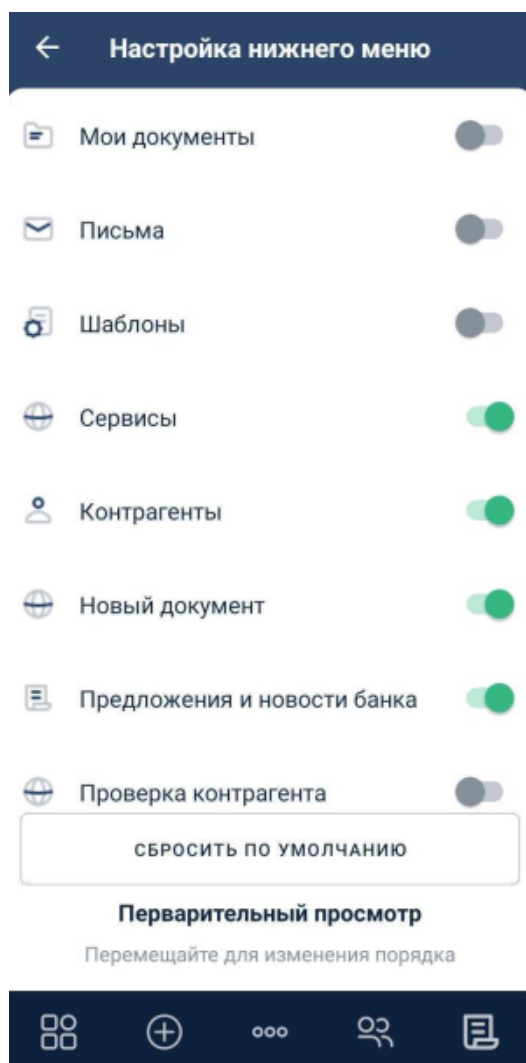 Настройка нижнего меню
Мои документы
Письма
Шаблоны
Сервисы
Контрагенты
Новый документ
Предложения и новости банка
Проверка контрагента
СБРОСИТЬ ПО УМОЛЧАНИЮ
Перварительный просмотр
Перемещайте для изменения порядка